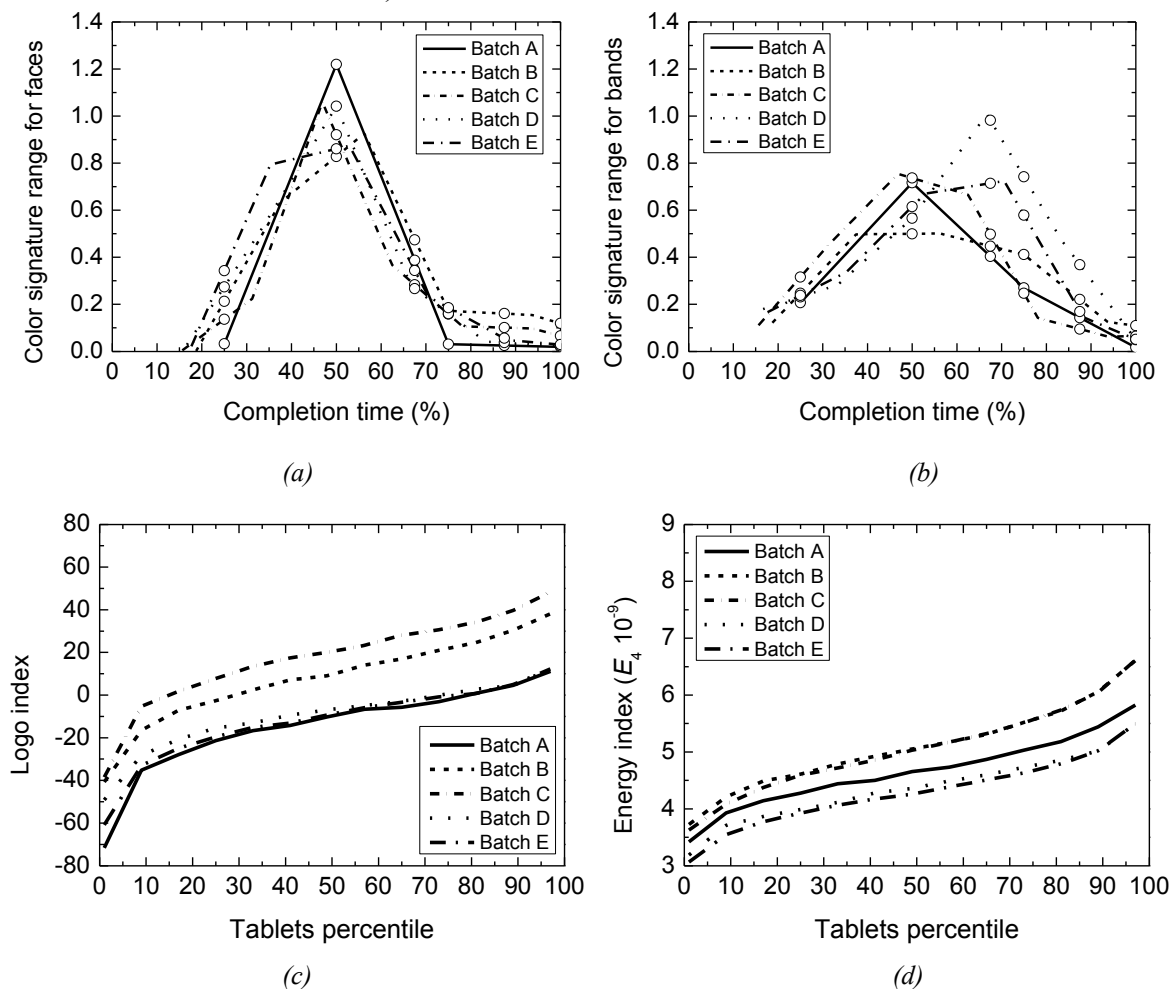 1.4
1.2
1.0
0.8
0.6
0.4
0.2
0.0
Color signature range for faces
Batch A
Batch B
Batch C
Batch D
Batch E
0 10 20 30 40 50 60 70 80 90 100
Completion time (%)
(a)
1.4
1.2
1.0
0.8
0.6
0.4
0.2
0.0
Color signature range for bands
Batch A
Batch B
Batch C
Batch D
Batch E
0 10 20 30 40 50 60 70 80 90 100
Completion time (%)
(b)
80
60
40
20
0
-20
-40
-60
-80
Logo index
Batch A
Batch B
Batch C
Batch D
Batch E
0 10 20 30 40 50 60 70 80 90 100
Tablets percentile
(c)
9
8
7
6
5
4
3
Energy index (E₄ 10⁻⁹)
Batch A
Batch B
Batch C
Batch D
Batch E
0 10 20 30 40 50 60 70 80 90 100
Tablets percentile
(d)